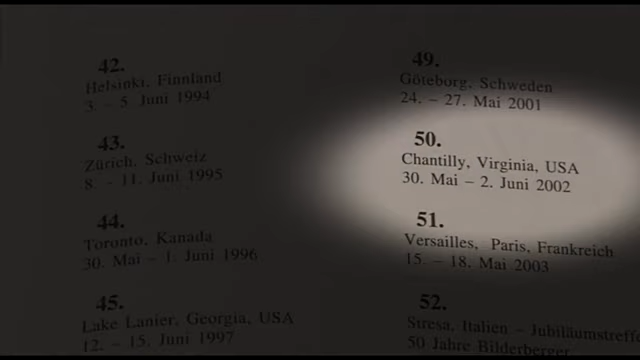 42.
Helsinki, Finnland
3. – 5. Juni 1994
43.
Zürich, Schweiz
8. – 11. Juni 1995
44.
Toronto, Kanada
30. Mai – 1. Juni 1996
45.
Lake Lanier, Georgia, USA
12. – 15. Juni 1997
49.
Göteborg, Schweden
24. – 27. Mai 2001
50.
Chantilly, Virginia, USA
30. Mai – 2. Juni 2002
51.
Versailles, Paris, Frankreich
15. – 18. Mai 2003
52.
Stresa, Italien – Jubiläumstreffe
50 Jahre Bilderberger